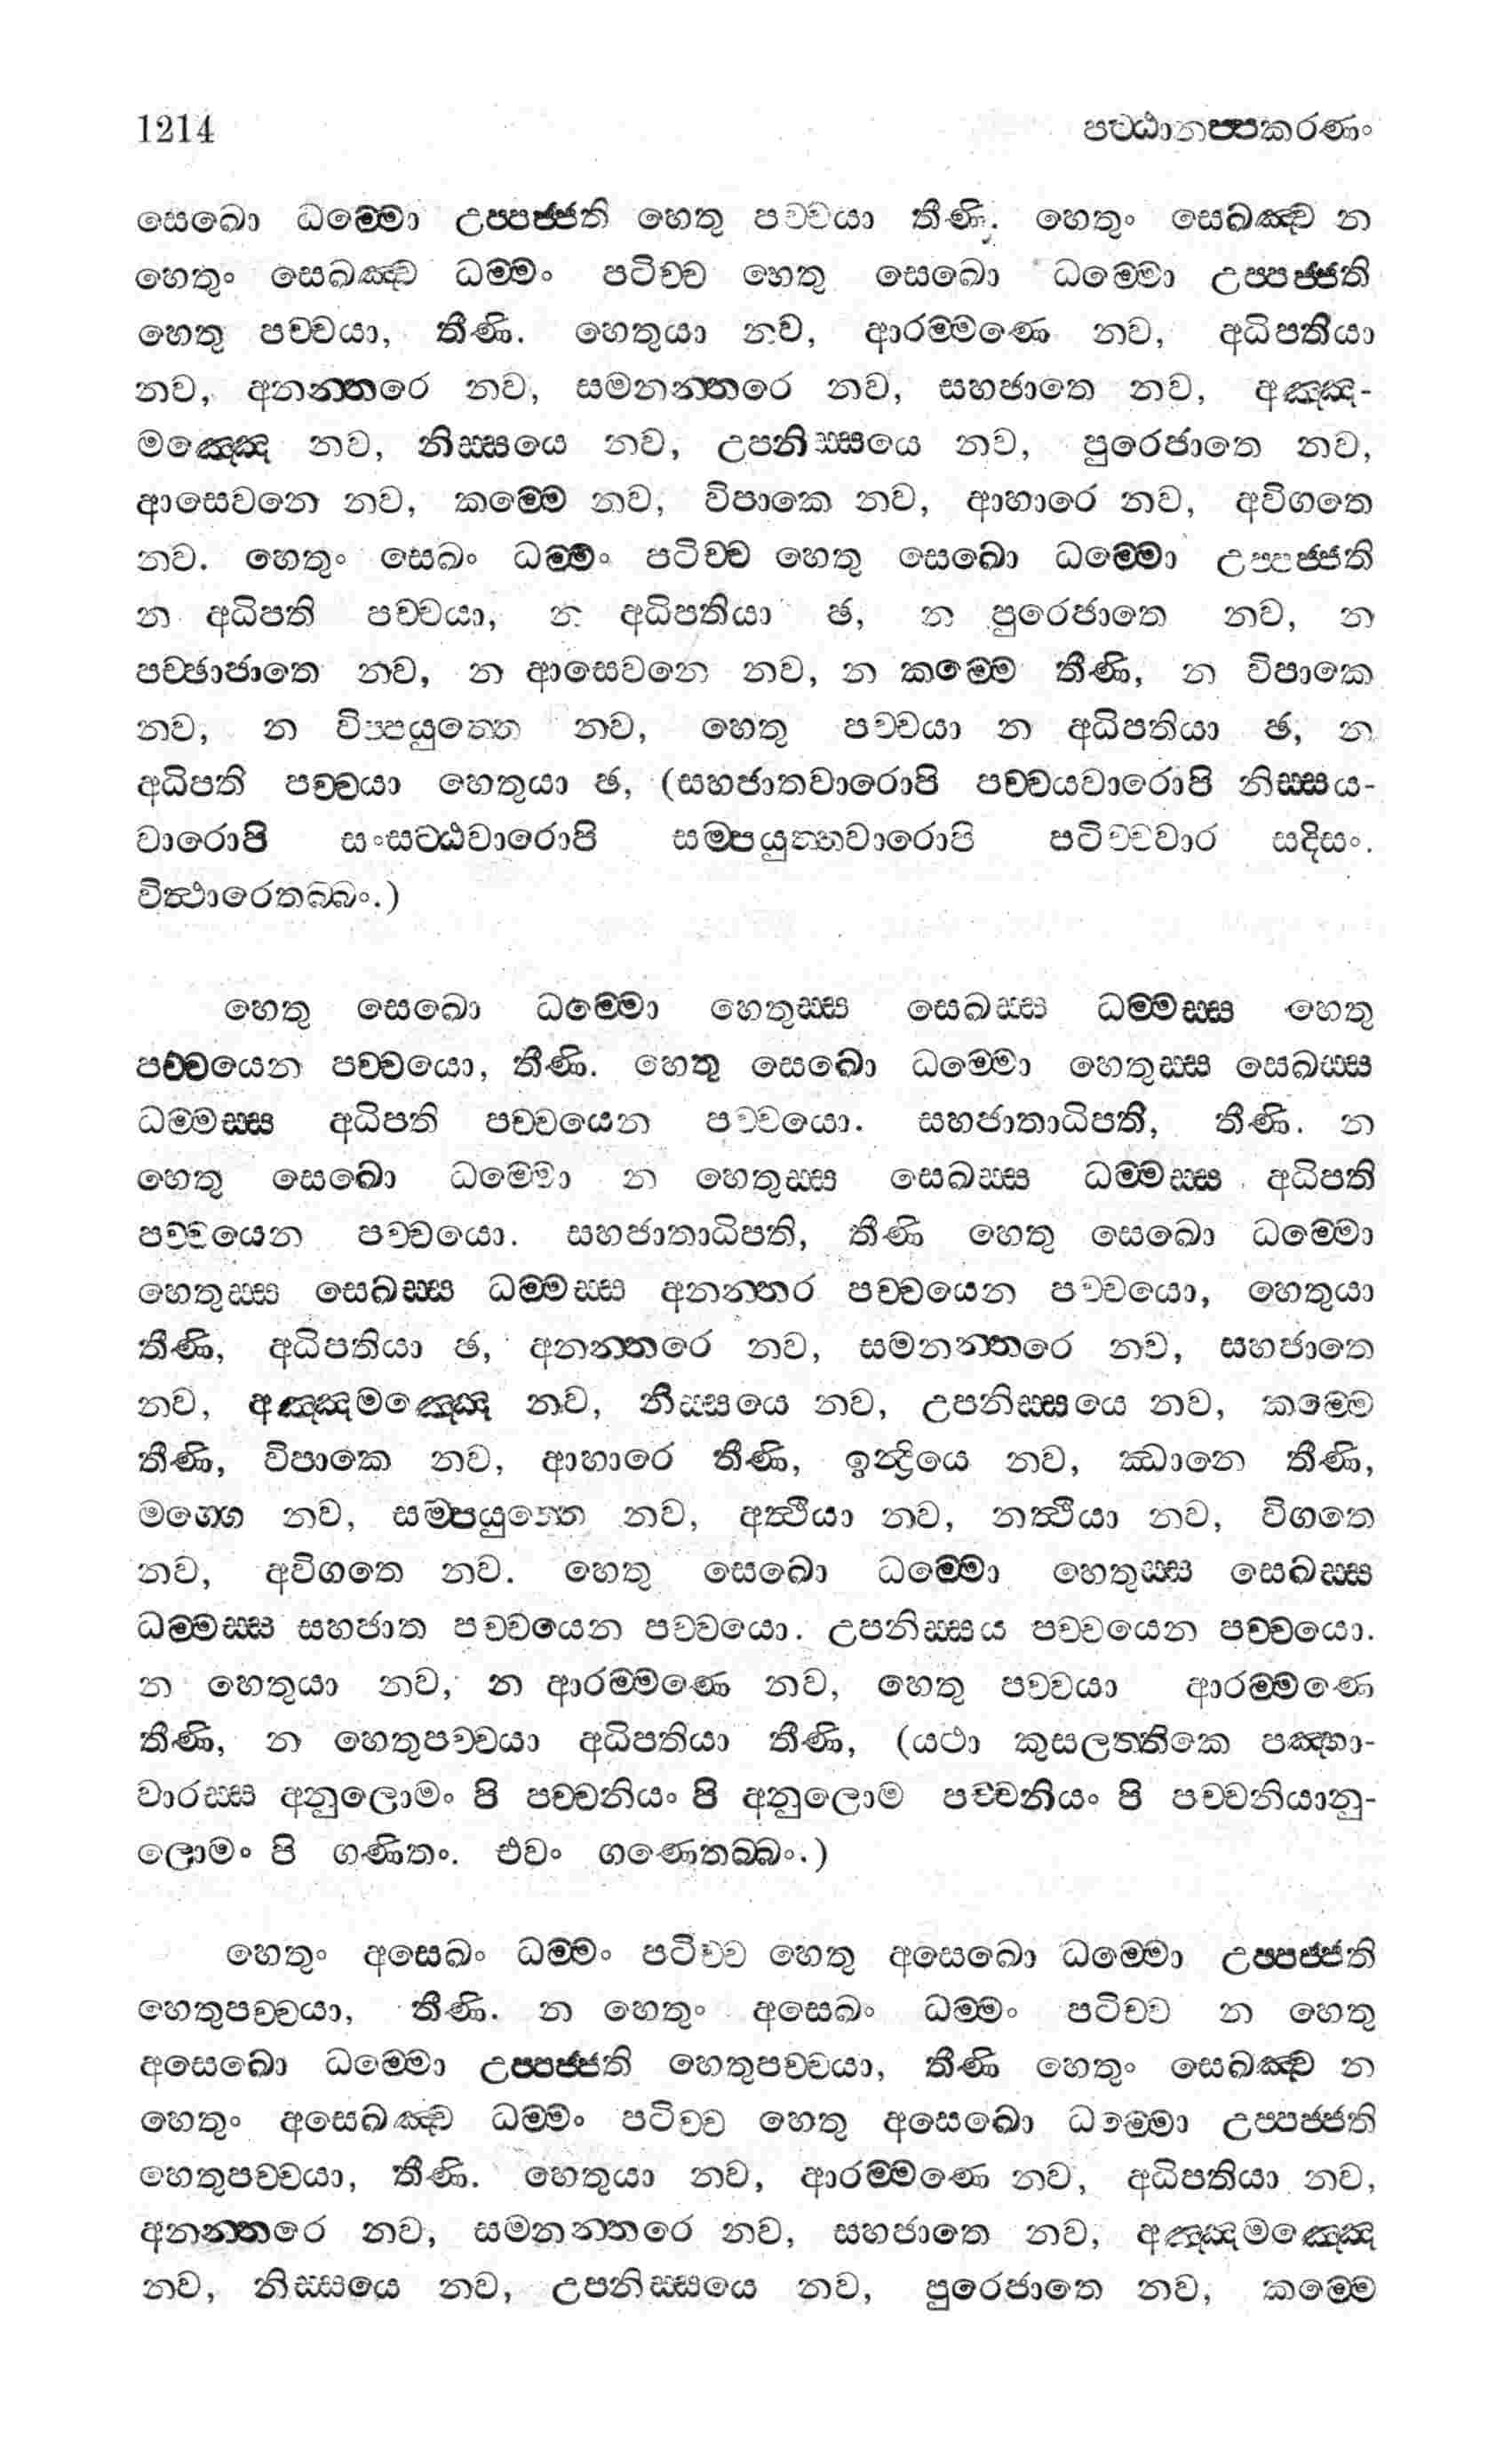 1214 පට‍්ඨානප‍්පකරණං
සෙඛො ධම‍්මො උප‍්පජ‍්ජති හෙතු පච‍්චයා තීණි. හෙතුං සෙඛඤ‍්ච න
හෙතුං සෙඛඤ‍්ච ධම‍්මං පටිච‍්ච හෙතු සෙඛො ධම‍්මො උප‍්පජ‍්ජති
හෙතු පච‍්චයා, තීණි. හෙතුයා නව, ආරම‍්මණෙ නව, අධිපතියා
නව, අනන‍්තරෙ නව, සමනන‍්තරෙ නව, සහජාතෙ නව, අඤ‍්ඤ-
මඤ‍්ඤෙ නව, නිස‍්සයෙ නව, උපනිස‍්සයෙ නව, පුරෙජාතෙ නව,
ආසෙවනෙ නව, කම‍්මෙ නව, විපාකෙ නව, ආහාරෙ නව, අවිගතෙ
නව. හෙතුං සෙඛං ධම‍්මං පටිච‍්ච හෙතු සෙඛො ධම‍්මො උප‍්පජ‍්ජති
න අධිපති පච‍්චයා, න අධිපතියා ඡ, න පුරෙජාතෙ නව, න
පච‍්ඡාජාතෙ නව, න ආසෙවනෙ නව, න කම‍්මෙ තීණි, න විපාකෙ
නව, න විප‍්පයුත‍්තෙ නව, හෙතු පච‍්චයා න අධිපතියා ඡ, න
අධිපති පච‍්චයා හෙතුයා ඡ, (සහජාතවාරොපි පච‍්චයවාරොපි නිස‍්සය-
වාරොපි සංසට‍්ඨවාරොපි සම‍්පයුත‍්තවාරොපි පටිච‍්චවාර සදිසං.
විත්‍ථාරෙතබ‍්බං.)
හෙතු සෙඛො ධම‍්මො හෙතුස‍්ස සෙඛස‍්ස ධම‍්මස‍්ස හෙතු
පච‍්චයෙන පච‍්චයො, තීණි. හෙතු සෙඛො ධම‍්මො හෙතුස‍්ස සෙඛස‍්ස
ධම‍්මස‍්ස අධිපති පච‍්චයෙන පච‍්චයො. සහජාතාධිපති, තීණි. න
හෙතු සෙඛො ධම‍්මො න හෙතුස‍්ස සෙඛස‍්ස ධම‍්මස‍්ස අධිපති
පච‍්චයෙන පච‍්චයො. සහජාතාධිපති, තීණි හෙතු සෙඛො ධම‍්මො
හෙතුස‍්ස සෙඛස‍්ස ධම‍්මස‍්ස අනන‍්තර පච‍්චයෙන පච‍්චයො, හෙතුයා
තීණි, අධිපතියා ඡ, අනන‍්තරෙ නව, සමනන‍්තරෙ නව, සහජාතෙ
නව, අඤ‍්ඤමඤ‍්ඤෙ නව, නිස‍්සයෙ නව, උපනිස‍්සයෙ නව, කම‍්මෙ
තීණි, විපාකෙ නව, ආහාරෙ තීණි, ඉන්‍ද්‍රියෙ නව, ඣානෙ තීණි,
මග‍්ගෙ නව, සම‍්පයුත‍්තෙ නව, අත්‍ථියා නව, නත්‍ථියා නව, විගතෙ
නව, අවිගතෙ නව. හෙතු සෙඛො ධම‍්මො හෙතුස‍්ස සෙඛස‍්ස
ධම‍්මස‍්ස සහජාත පච‍්චයෙන පච‍්චයො. උපනිස‍්සය පච‍්චයෙන පච‍්චයො.
න හෙතුයා නව, න ආරම‍්මණෙ නව, හෙතු පච‍්චයා ආරම‍්මණෙ
තීණි, න හෙතුපච‍්චයා අධිපතියා තීණි, (යථා කුසලත‍්තිකෙ පඤ‍්හා-
වාරස‍්ස අනුලොමං පි පච‍්චනියං පි අනුලොම පච‍්චනියං පි පච‍්චනියානු-
ලොමං පි ගණිතං. එවං ගණෙතබ‍්බං.)
හෙතුං අසෙඛං ධම‍්මං පටිච‍්ච හෙතු අසෙඛො ධම‍්මො උප‍්පජ‍්ජති
හෙතුපච‍්චයා, තීණි. න හෙතුං අසෙඛං ධම‍්මං පටිච‍්ච න හෙතු
අසෙඛො ධම‍්මො උප‍්පජ‍්ජති හෙතුපච‍්චයා, තීණි හෙතුං සෙඛඤ‍්ච න
හෙතුං අසෙඛඤ‍්ච ධම‍්මං පටිච‍්ච හෙතු අසෙඛො ධම‍්මො උප‍්පජ‍්ජති
හෙතුපච‍්චයා, තීණි. හෙතුයා නව, ආරම‍්මණෙ නව, අධිපතියා නව,
අනන‍්තරෙ නව, සමනන‍්තරෙ නව, සහජාතෙ නව, අඤ‍්ඤමඤ‍්ඤෙ
නව, නිස‍්සයෙ නව, උපනිස‍්සයෙ නව, පුරෙජාතෙ නව, කම‍්මෙ